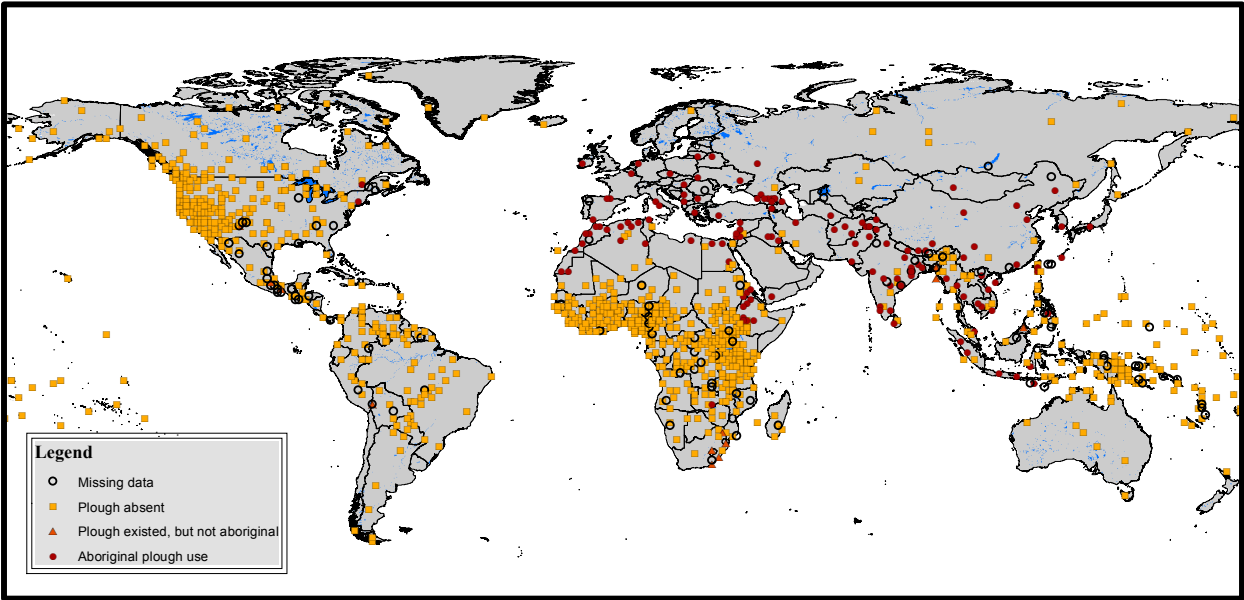 Legend
Missing data
Plough absent
Plough existed, but not aboriginal
Aboriginal plough use